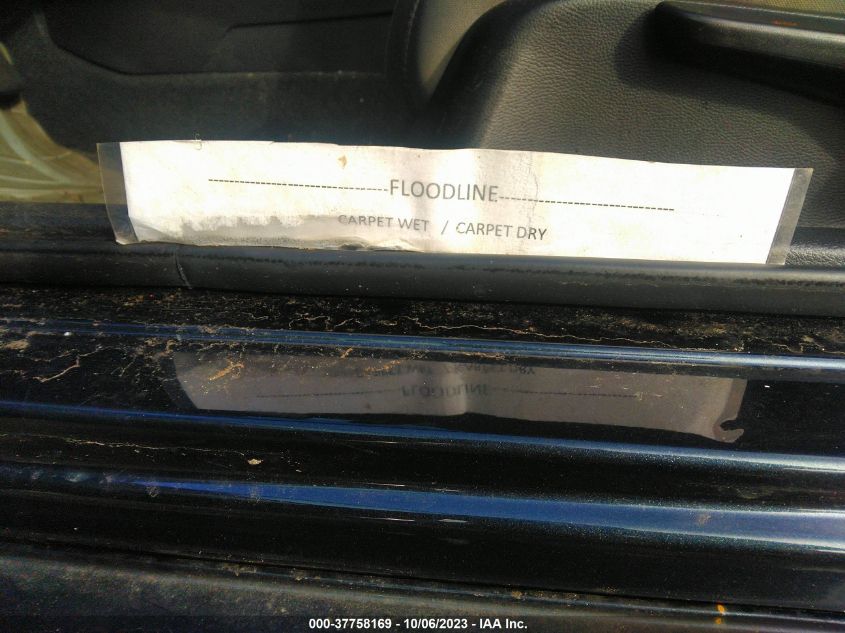 -----------------------------FLOODLINE----------------------------
CARPET WET / CARPET DRY
000-37758169 - 10/06/2023 - IAA Inc.